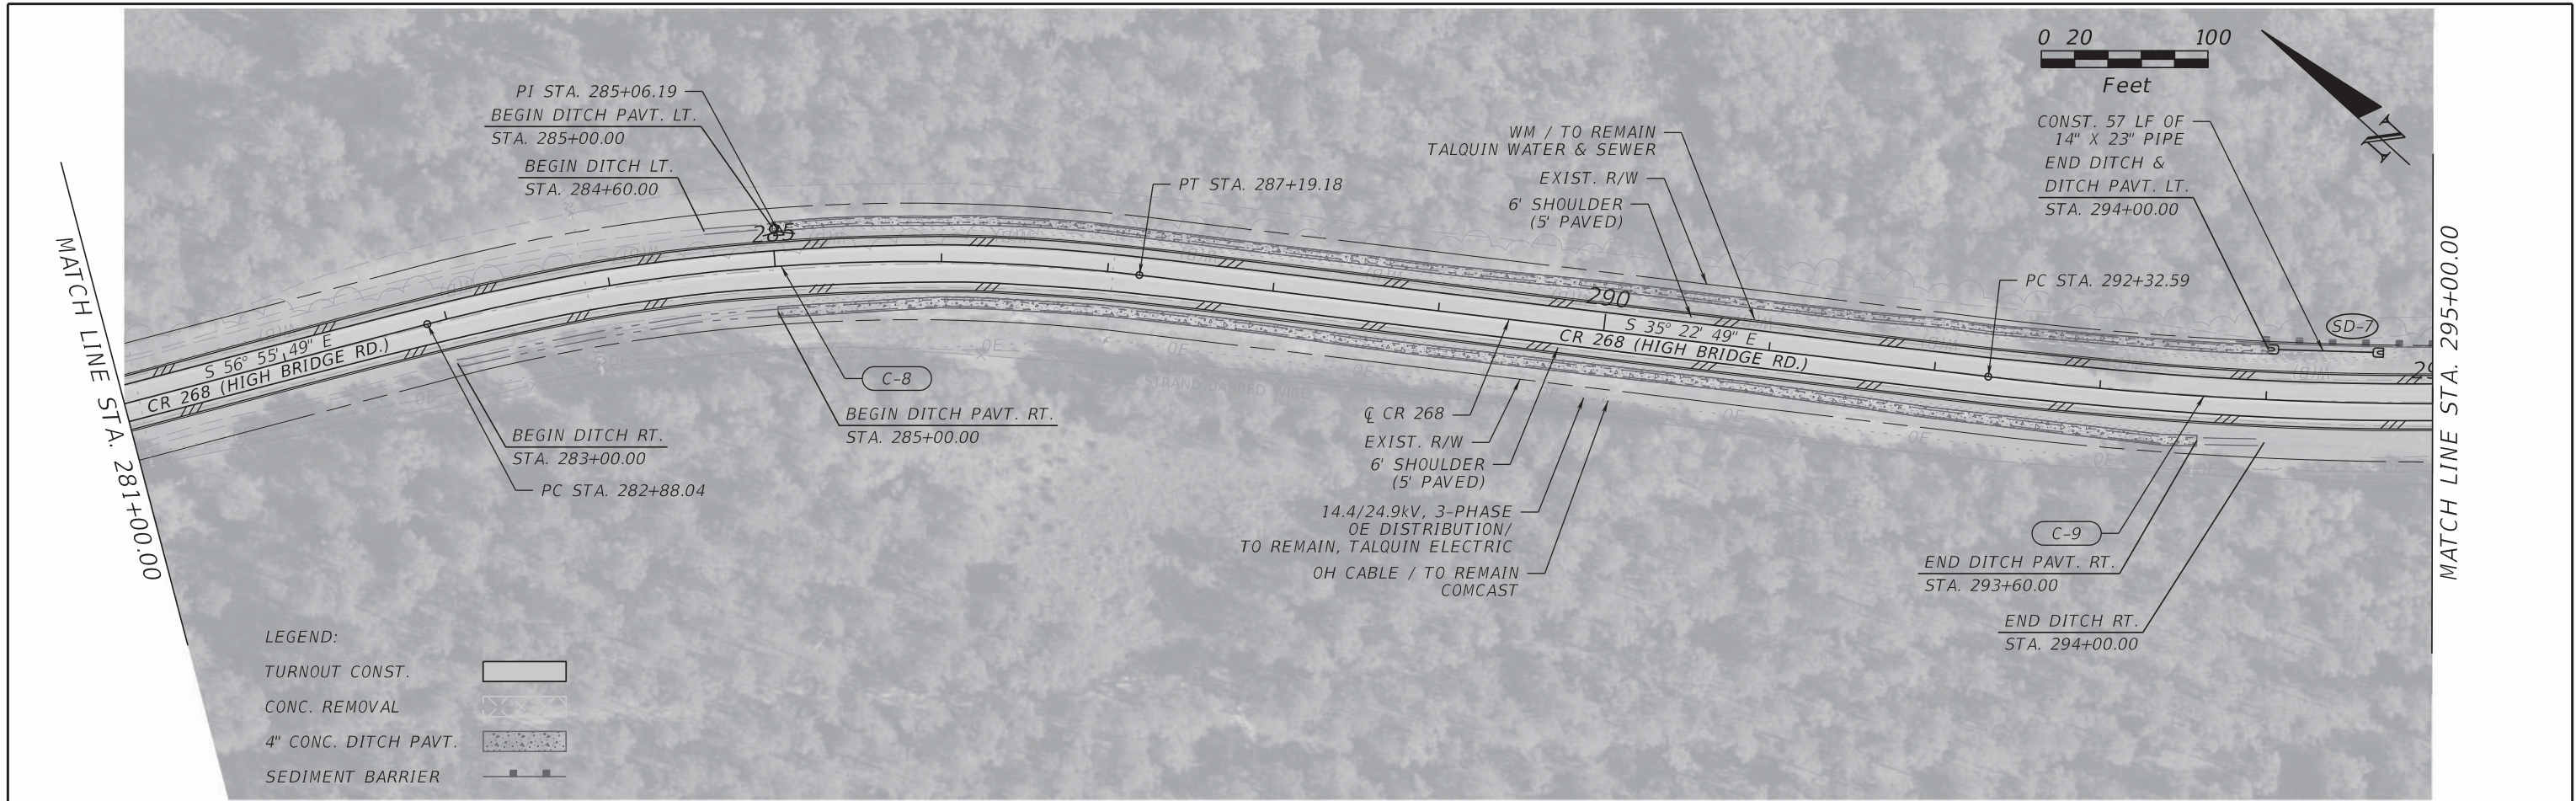 0 20 100
Feet
N
PI STA. 285+06.19
BEGIN DITCH PAVT. LT.
STA. 285+00.00
BEGIN DITCH LT.
STA. 284+60.00
285
PT STA. 287+19.18
WM / TO REMAIN
TALQUIN WATER & SEWER
EXIST. R/W
6' SHOULDER
(5' PAVED)
CONST. 57 LF OF
14" X 23" PIPE
END DITCH &
DITCH PAVT. LT.
STA. 294+00.00
PC STA. 292+32.59
SD-7
290
S 35° 22' 49" E
CR 268 (HIGH BRIDGE RD.)
S 56° 55' 49" E
CR 268 (HIGH BRIDGE RD.)
MATCH LINE STA. 281+00.00
MATCH LINE STA. 295+00.00
C-8
BEGIN DITCH PAVT. RT.
STA. 285+00.00
BEGIN DITCH RT.
STA. 283+00.00
PC STA. 282+88.04
OE
OE
OE
OE
OE
STRAND BARBED WIRE
℄ CR 268
EXIST. R/W
6' SHOULDER
(5' PAVED)
14.4/24.9kV, 3-PHASE
OE DISTRIBUTION/
TO REMAIN, TALQUIN ELECTRIC
OH CABLE / TO REMAIN
COMCAST
C-9
END DITCH PAVT. RT.
STA. 293+60.00
END DITCH RT.
STA. 294+00.00
LEGEND:
TURNOUT CONST.
CONC. REMOVAL
4" CONC. DITCH PAVT.
SEDIMENT BARRIER